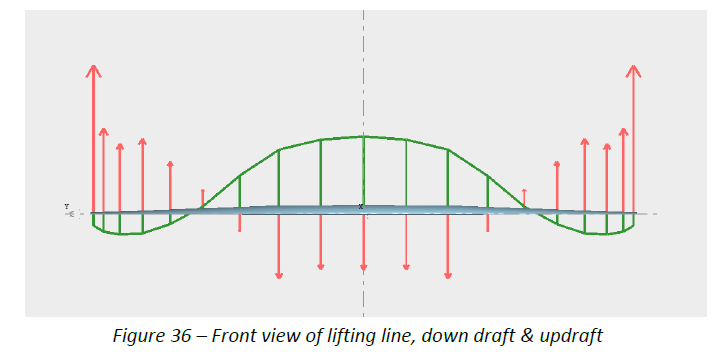 Y
X
Figure 36 – Front view of lifting line, down draft & updraft